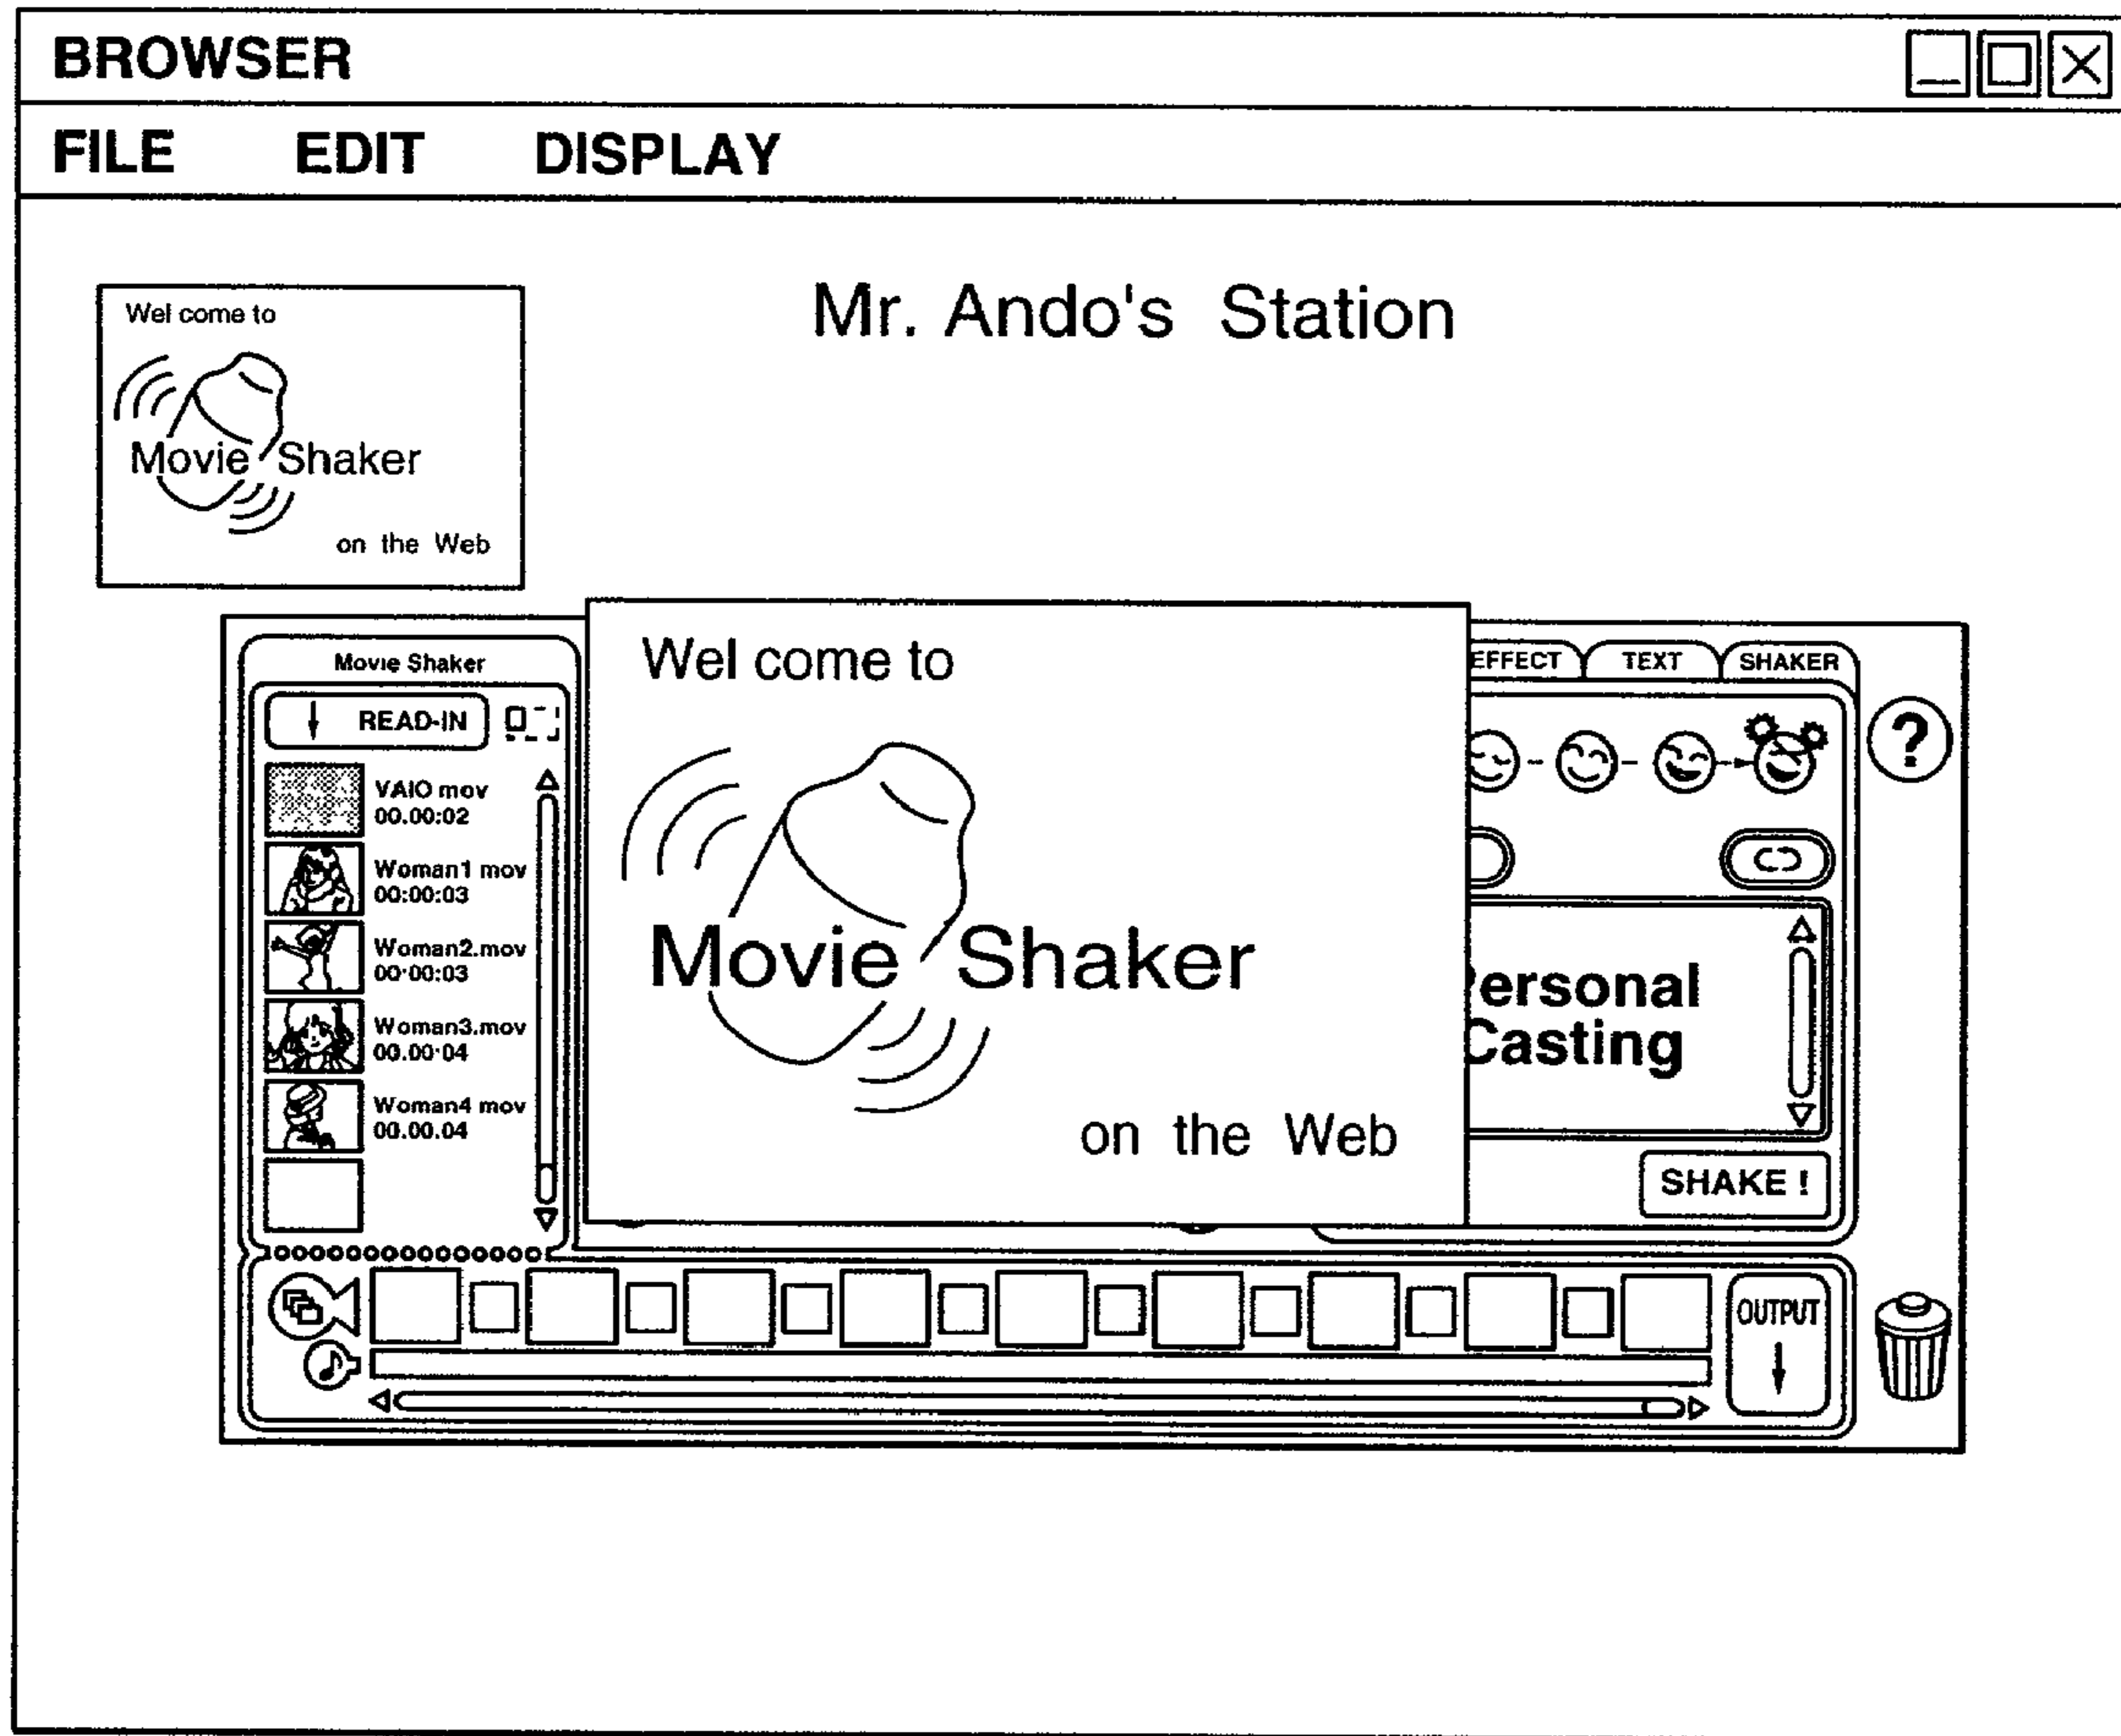 BROWSER
FILE EDIT DISPLAY
Mr. Ando's Station
Wel come to
Movie Shaker
on the Web
Movie Shaker
READ-IN
VAIO mov
00.00:02
Woman1 mov
00:00:03
Woman2.mov
00·00:03
Woman3.mov
00.00·04
Woman4 mov
00.00.04
Wel come to
Movie Shaker
on the Web
EFFECT TEXT SHAKER
?
ersonal
Casting
SHAKE !
OUTPUT